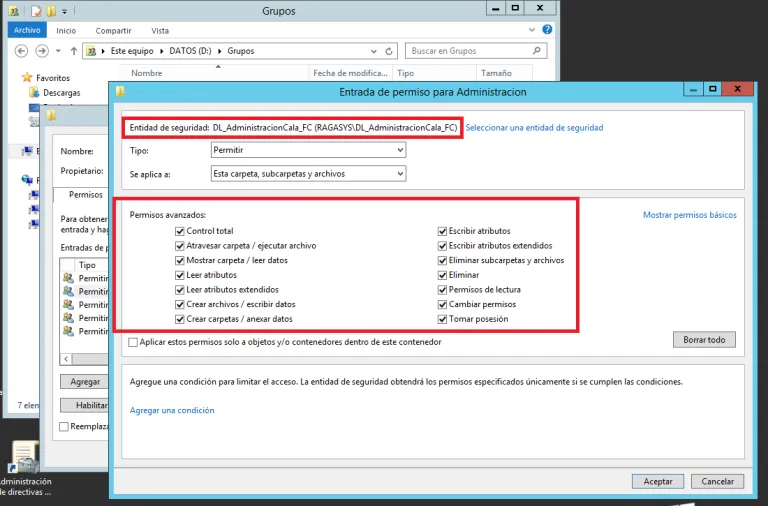 Grupos
Archivo Inicio Compartir Vista
Este equipo DATOS (D:) Grupos
Buscar en Grupos
Nombre Fecha de modifica... Tipo Tamaño
Favoritos
Descargas
Entrada de permiso para Administracion
Entidad de seguridad: DL_AdministracionCala_FC (RAGASYS\DL_AdministracionCala_FC) Seleccionar una entidad de seguridad
Tipo: Permitir
Se aplica a: Esta carpeta, subcarpetas y archivos
Nombre:
Propietario:
Permisos
Para obtene
entrada y hag
Entradas de p
Tipo
Permitir
Permitir
Permitir
Permitir
Permitir
Agregar
Habilitar
Reemplaza
7 elen
Permisos avanzados: Mostrar permisos básicos
Control total Escribir atributos
Atravesar carpeta / ejecutar archivo Escribir atributos extendidos
Mostrar carpeta / leer datos Eliminar subcarpetas y archivos
Leer atributos Eliminar
Leer atributos extendidos Permisos de lectura
Crear archivos / escribir datos Cambiar permisos
Crear carpetas / anexar datos Tomar posesión
Aplicar estos permisos solo a objetos y/o contenedores dentro de este contenedor Borrar todo
Agregue una condición para limitar el acceso. La entidad de seguridad obtendrá los permisos especificados únicamente si se cumplen las condiciones.
Agregar una condición
Aceptar Cancelar
dministración
de directivas ...